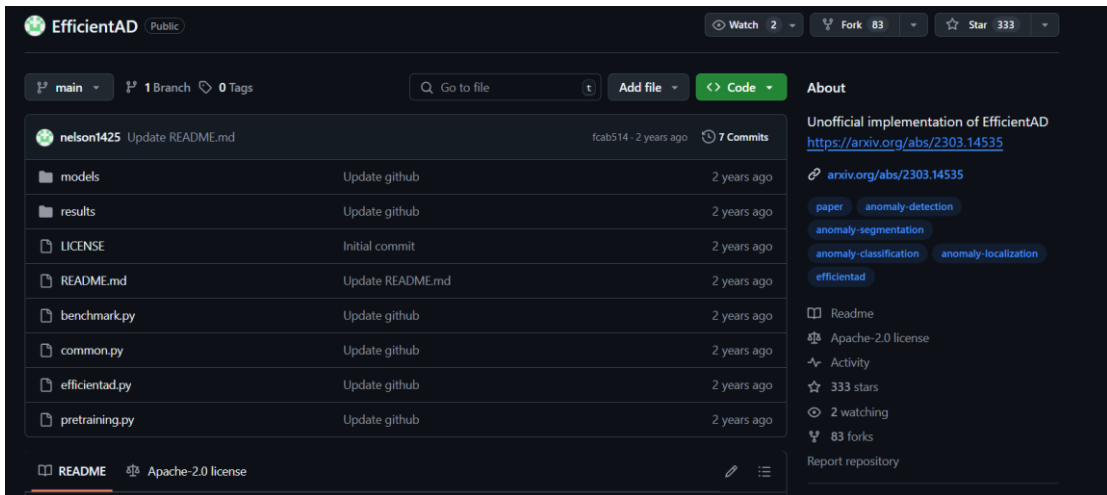 EfficientAD Public
Watch 2 Fork 83 Star 333
main 1 Branch 0 Tags Go to file t Add file Code
nelson1425 Update README.md fcab514 · 2 years ago 7 Commits
models Update github 2 years ago
results Update github 2 years ago
LICENSE Initial commit 2 years ago
README.md Update README.md 2 years ago
benchmark.py Update github 2 years ago
common.py Update github 2 years ago
efficientad.py Update github 2 years ago
pretraining.py Update github 2 years ago
README Apache-2.0 license
About
Unofficial implementation of EfficientAD
https://arxiv.org/abs/2303.14535
arxiv.org/abs/2303.14535
paper anomaly-detection
anomaly-segmentation
anomaly-classification anomaly-localization
efficientad
Readme
Apache-2.0 license
Activity
333 stars
2 watching
83 forks
Report repository